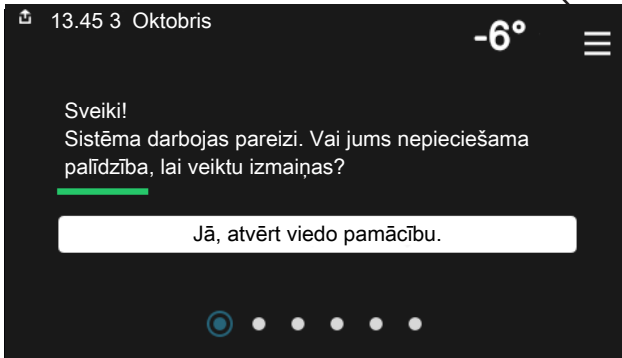 13.45 3 Oktobris
-6°
Sveiki!
Sistēma darbojas pareizi. Vai jums nepieciešama
palīdzība, lai veiktu izmaiņas?
Jā, atvērt viedo pamācību.